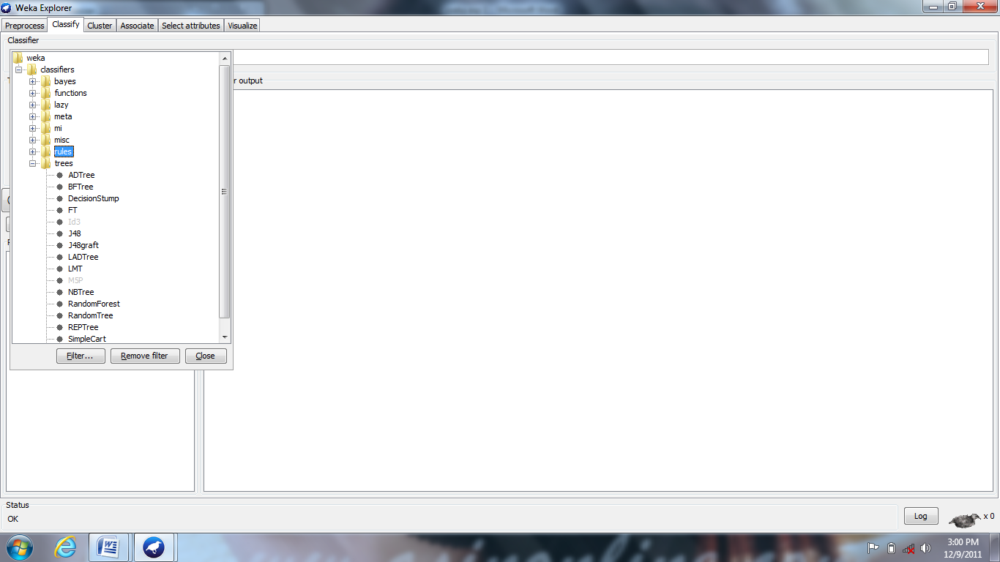 Weka Explorer
Preprocess Classify Cluster Associate Select attributes Visualize
Classifier
weka
classifiers
bayes
functions
lazy
meta
mi
misc
rules
trees
ADTree
BFTree
DecisionStump
FT
Id3
J48
J48graft
LADTree
LMT
M5P
NBTree
RandomForest
RandomTree
REPTree
SimpleCart
Filter... Remove filter Close
r output
Status
OK
Log
x 0
3:00 PM
12/9/2011